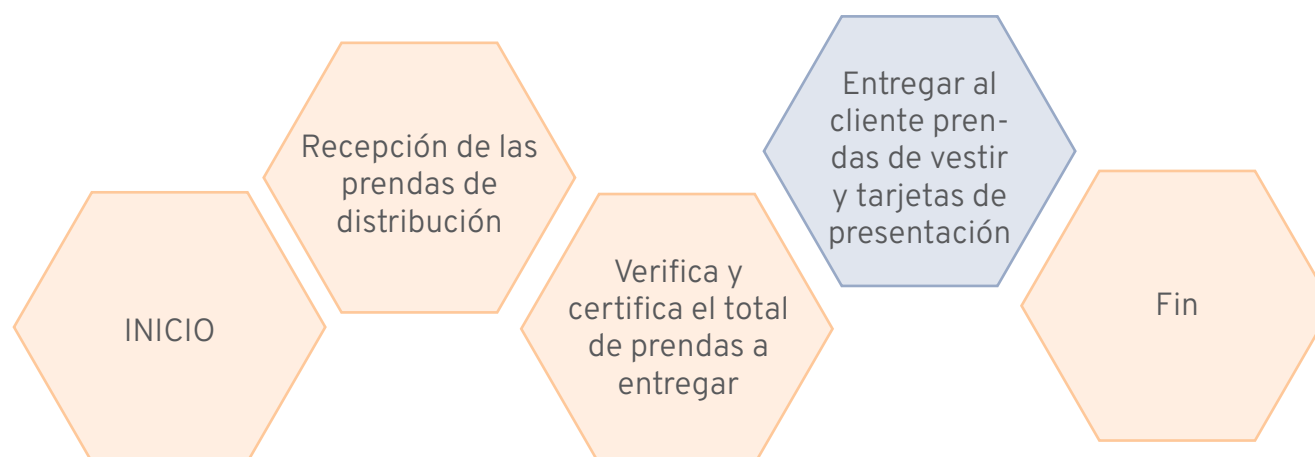 INICIO
Recepción de las
prendas de
distribución
Verifica y
certifica el total
de prendas a
entregar
Entregar al
cliente pren-
das de vestir
y tarjetas de
presentación
Fin